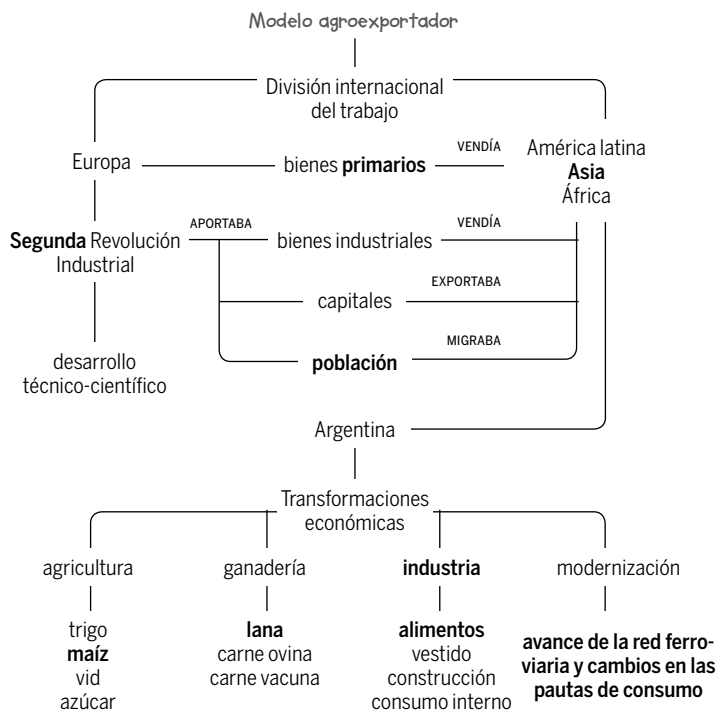 Modelo agroexportador
División internacional
del trabajo
Europa
bienes primarios
VENDÍA
América latina
Asia
África
Segunda Revolución
Industrial
APORTABA
bienes industriales
VENDÍA
capitales
EXPORTABA
población
MIGRABA
desarrollo
técnico-científico
Argentina
Transformaciones
económicas
agricultura
ganadería
industria
modernización
trigo
maíz
vid
azúcar
lana
carne ovina
carne vacuna
alimentos
vestido
construcción
consumo interno
avance de la red ferro-
viaria y cambios en las
pautas de consumo